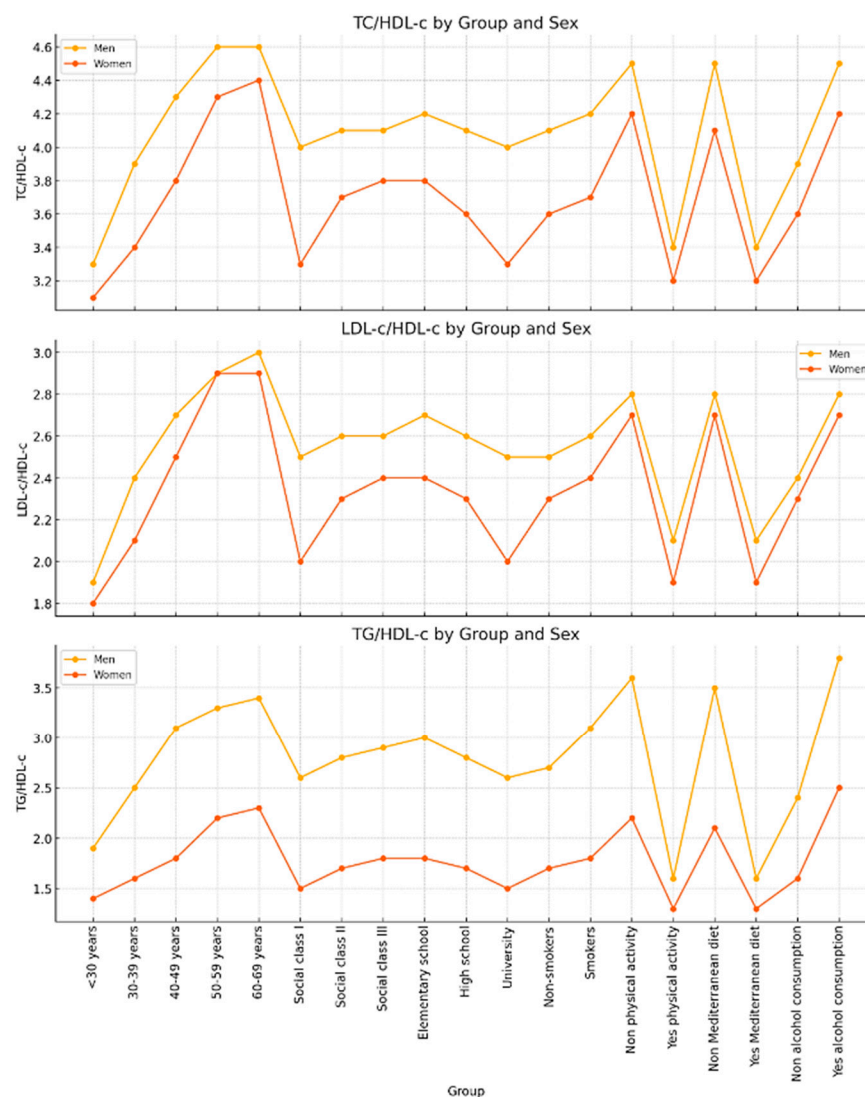 TC/HDL-c by Group and Sex
Men
Women
TC/HDL-c
4.6
4.4
4.2
4.0
3.8
3.6
3.4
3.2
LDL-c/HDL-c by Group and Sex
Men
Women
LDL-c/HDL-c
3.0
2.8
2.6
2.4
2.2
2.0
1.8
TG/HDL-c by Group and Sex
Men
Women
TG/HDL-c
3.5
3.0
2.5
2.0
1.5
<30 years
30-39 years
40-49 years
50-59 years
60-69 years
Social class I
Social class II
Social class III
Elementary school
High school
University
Non-smokers
Smokers
Non physical activity
Yes physical activity
Non Mediterranean diet
Yes Mediterranean diet
Non alcohol consumption
Yes alcohol consumption
Group